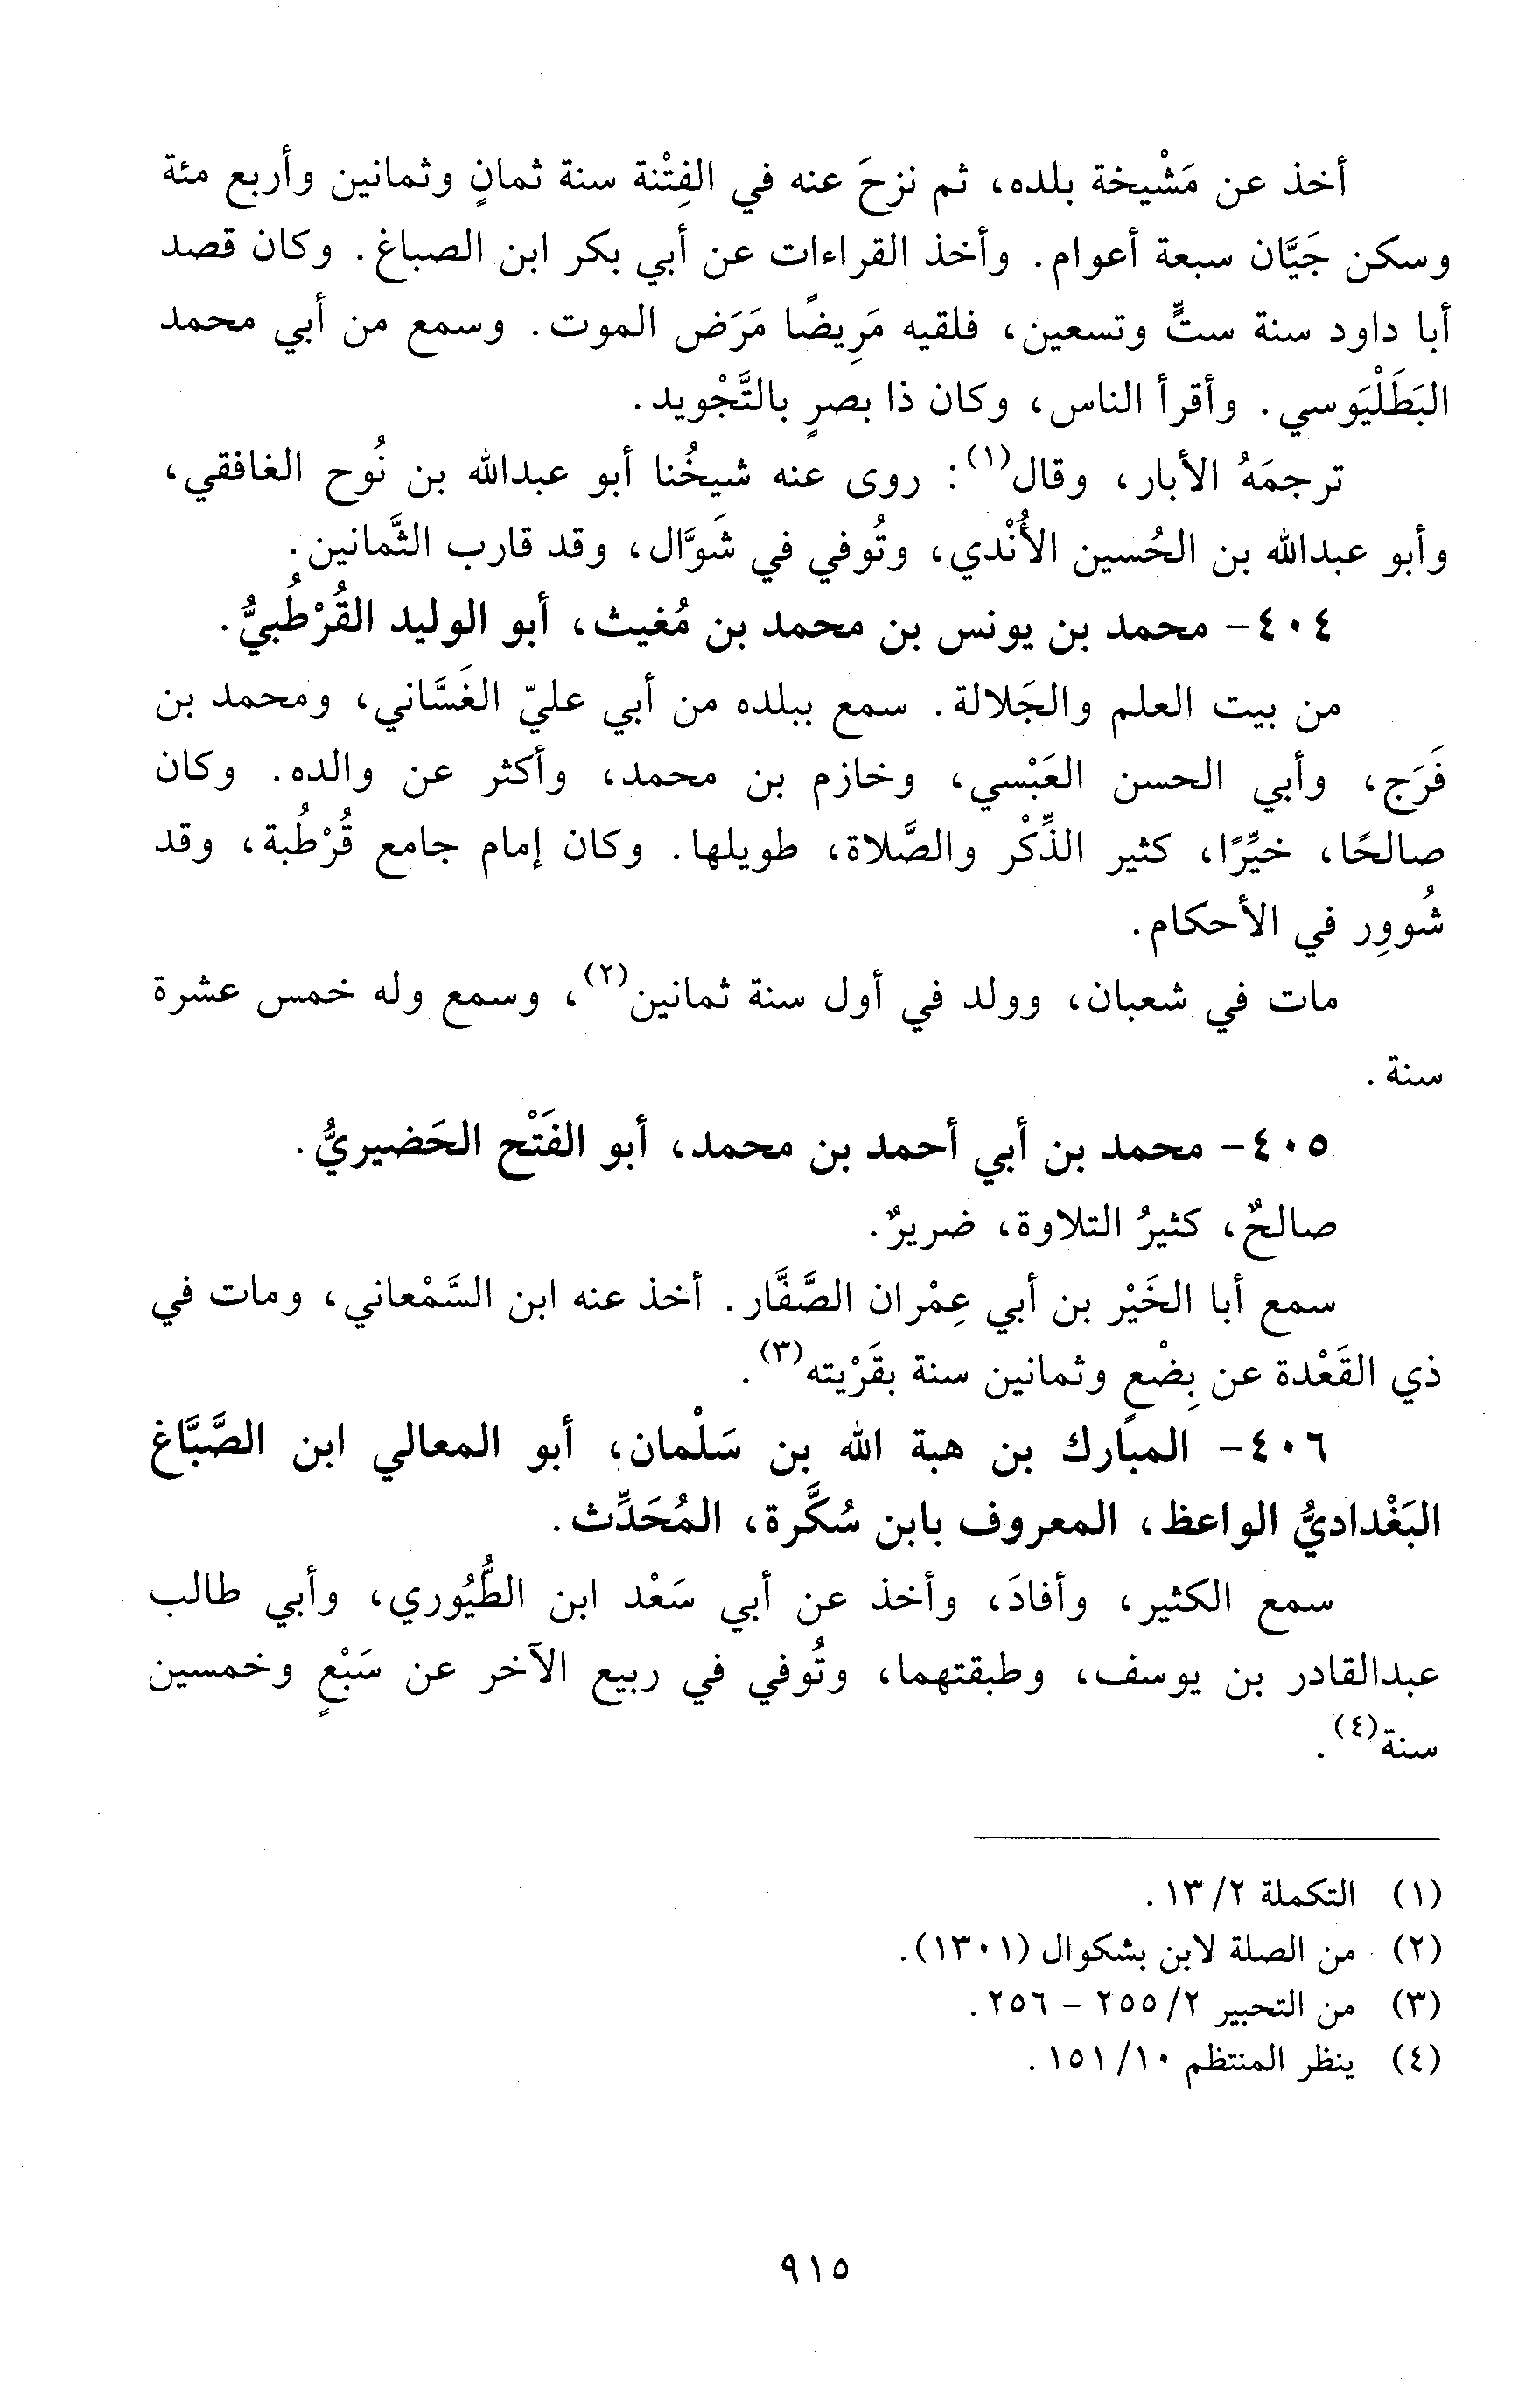 أخذ عن مَشْيخة بلده، ثم نزحَ عنه في الفِتْنة سنة ثمانٍ وثمانين وأربع مئة
وسكن جَيَّان سبعة أعوام. وأخذ القراءات عن أبي بكر ابن الصباغ. وكان قصد
أبا داود سنة ستٍّ وتسعين، فلقيه مَرِيضًا مَرَض الموت. وسمع من أبي محمد
البَطَلْيَوسي. وأقرأ الناس، وكان ذا بصرٍ بالتَّجْويد.
ترجمَهُ الأبار، وقال(١): روى عنه شيخُنا أبو عبدالله بن نُوح الغافقي،
وأبو عبدالله بن الحُسين الأُنْدي، وتُوفي في شَوَّال، وقد قارب الثَّمانين.
٤٠٤- محمد بن يونس بن محمد بن مُغيث، أبو الوليد القُرْطُبيُّ.
من بيت العلم والجَلالة. سمع ببلده من أبي عليّ الغَسَّاني، ومحمد بن
فَرَج، وأبي الحسن العَبْسي، وخازم بن محمد، وأكثر عن والده. وكان
صالحًا، خيِّرًا، كثير الذِّكْر والصَّلاة، طويلها. وكان إمام جامع قُرْطُبة، وقد
شُووِر في الأحكام.
مات في شعبان، وولد في أول سنة ثمانين(٢)، وسمع وله خمس عشرة
سنة.
٤٠٥- محمد بن أبي أحمد بن محمد، أبو الفَتْح الحَضيريُّ.
صالحٌ، كثيرُ التلاوة، ضريرٌ.
سمع أبا الخَيْر بن أبي عِمْران الصَّفَّار. أخذ عنه ابن السَّمْعاني، ومات في
ذي القَعْدة عن بِضْعٍ وثمانين سنة بقَرْيته(٣).
٤٠٦- المبارك بن هبة الله بن سَلْمان، أبو المعالي ابن الصَّبَّاغ
البَغْداديُّ الواعظ، المعروف بابن سُكَّرة، المُحَدِّث.
سمع الكثير، وأفادَ، وأخذ عن أبي سَعْد ابن الطُّيُوري، وأبي طالب
عبدالقادر بن يوسف، وطبقتهما، وتُوفي في ربيع الآخر عن سَبْعٍ وخمسين
سنة(٤).
(١) التكملة ٢/ ١٣.
(٢) من الصلة لابن بشكوال (١٣٠١).
(٣) من التحبير ٢/ ٢٥٥ - ٢٥٦.
(٤) ينظر المنتظم ١٠/ ١٥١.
٩١٥